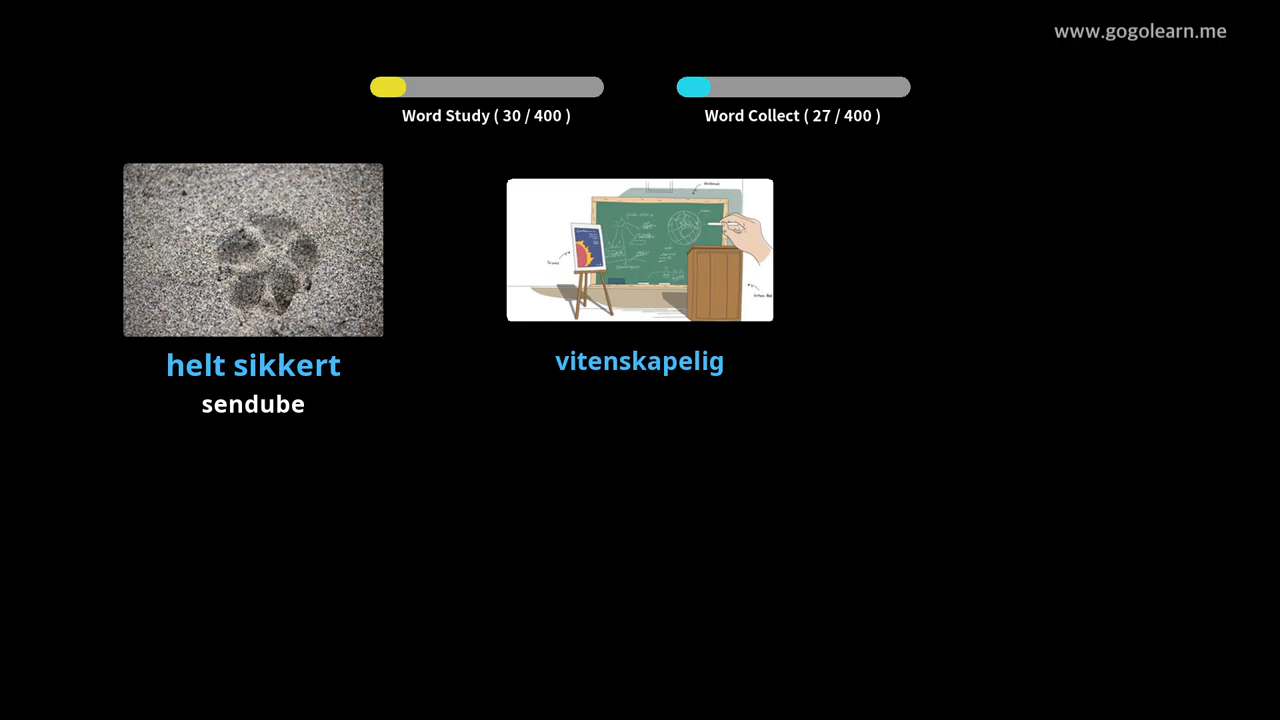 www.gogolearn.me
Word Study ( 30 / 400 )
Word Collect ( 27 / 400 )
helt sikkert
sendube
vitenskapelig